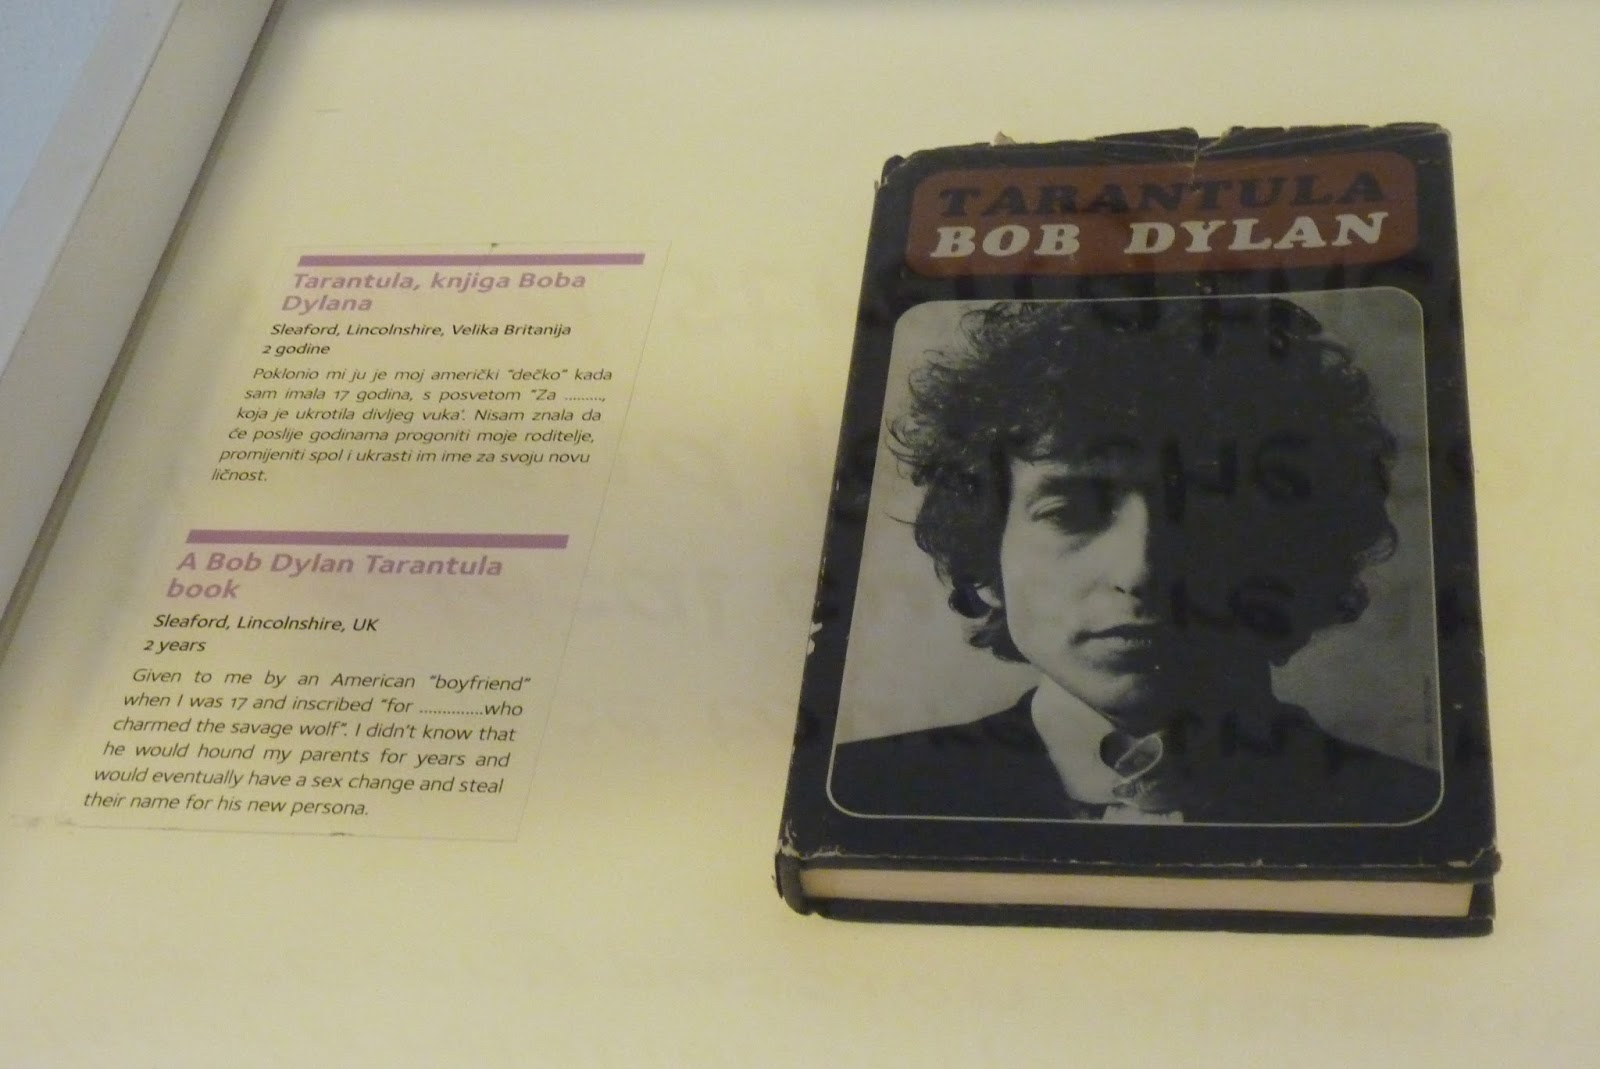 Tarantula, knjiga Boba
Dylana
Sleaford, Lincolnshire, Velika Britanija
2 godine
Poklonio mi ju je moj američki "dečko" kada
sam imala 17 godina, s posvetom "Za .........,
koja je ukrotila divljeg vuka'. Nisam znala da
će poslije godinama progoniti moje roditelje,
promijeniti spol i ukrasti im ime za svoju novu
ličnost.
A Bob Dylan Tarantula
book
Sleaford, Lincolnshire, UK
2 years
Given to me by an American "boyfriend"
when I was 17 and inscribed "for ..............who
charmed the savage wolf". I didn't know that
he would hound my parents for years and
would eventually have a sex change and steal
their name for his new persona.
TARANTULA
BOB DYLAN